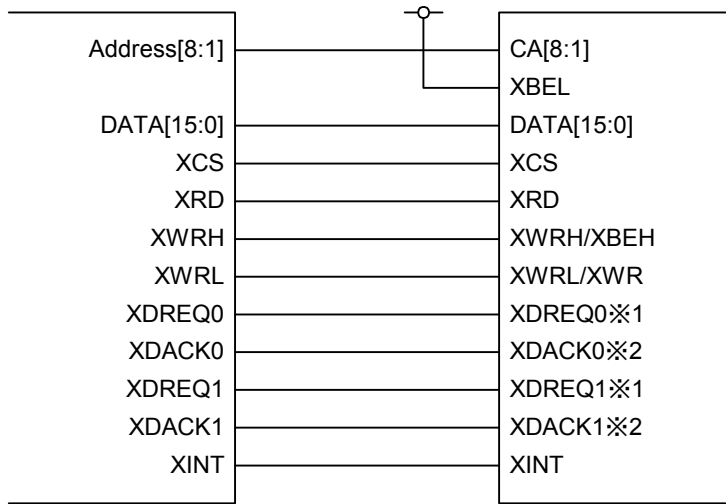 Address[8:1] CA[8:1]
XBEL
DATA[15:0] DATA[15:0]
XCS XCS
XRD XRD
XWRH XWRH/XBEH
XWRL XWRL/XWR
XDREQ0 XDREQ0※1
XDACK0 XDACK0※2
XDREQ1 XDREQ1※1
XDACK1 XDACK1※2
XINT XINT